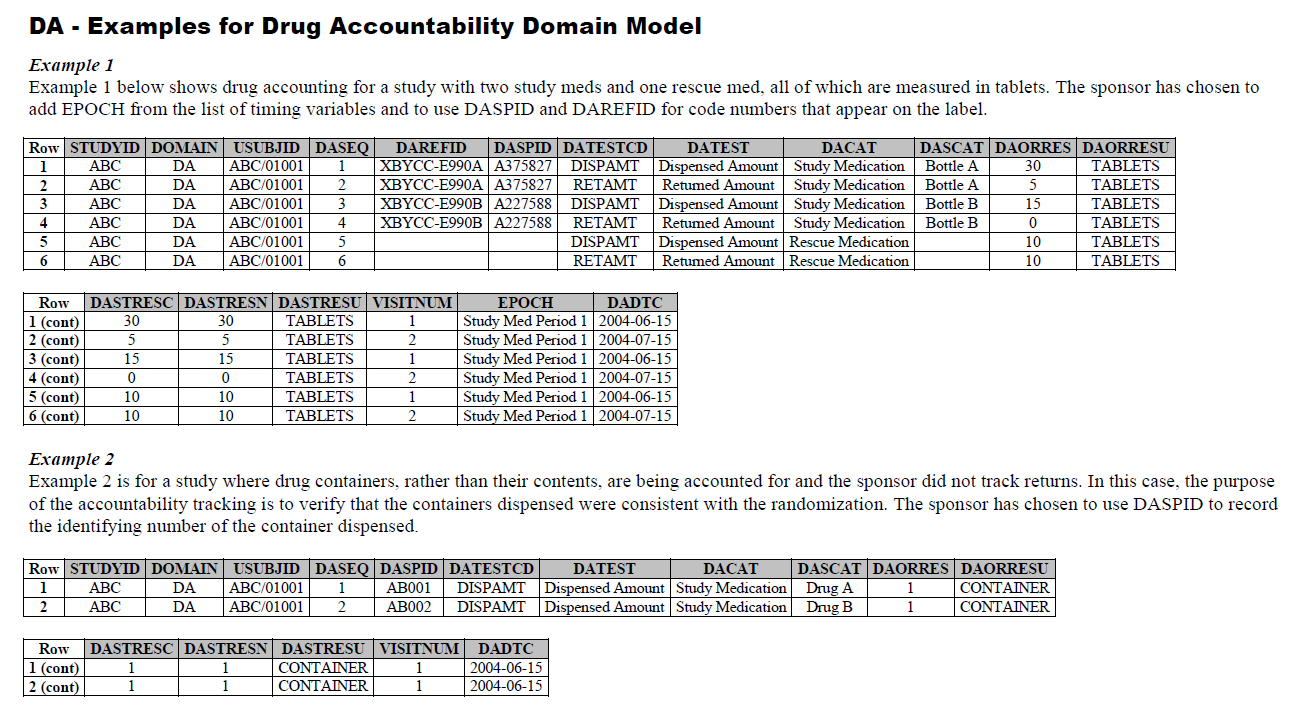 DA - Examples for Drug Accountability Domain Model
Example 1
Example 1 below shows drug accounting for a study with two study meds and one rescue med, all of which are measured in tablets. The sponsor has chosen to
add EPOCH from the list of timing variables and to use DASPID and DAREFID for code numbers that appear on the label.
Row STUDYID DOMAIN USUBJID DASEQ DAREFID DASPID DATESTCD DATEST DACAT DASCAT DAORRES DAORRESU
1 ABC DA ABC/01001 1 XBYCC-E990A A375827 DISPAMT Dispensed Amount Study Medication Bottle A 30 TABLETS
2 ABC DA ABC/01001 2 XBYCC-E990A A375827 RETAMT Returned Amount Study Medication Bottle A 5 TABLETS
3 ABC DA ABC/01001 3 XBYCC-E990B A227588 DISPAMT Dispensed Amount Study Medication Bottle B 15 TABLETS
4 ABC DA ABC/01001 4 XBYCC-E990B A227588 RETAMT Returned Amount Study Medication Bottle B 0 TABLETS
5 ABC DA ABC/01001 5 DISPAMT Dispensed Amount Rescue Medication 10 TABLETS
6 ABC DA ABC/01001 6 RETAMT Returned Amount Rescue Medication 10 TABLETS
Row DASTRESC DASTRESN DASTRESU VISITNUM EPOCH DADTC
1 (cont) 30 30 TABLETS 1 Study Med Period 1 2004-06-15
2 (cont) 5 5 TABLETS 2 Study Med Period 1 2004-07-15
3 (cont) 15 15 TABLETS 1 Study Med Period 1 2004-06-15
4 (cont) 0 0 TABLETS 2 Study Med Period 1 2004-07-15
5 (cont) 10 10 TABLETS 1 Study Med Period 1 2004-06-15
6 (cont) 10 10 TABLETS 2 Study Med Period 1 2004-07-15
Example 2
Example 2 is for a study where drug containers, rather than their contents, are being accounted for and the sponsor did not track returns. In this case, the purpose
of the accountability tracking is to verify that the containers dispensed were consistent with the randomization. The sponsor has chosen to use DASPID to record
the identifying number of the container dispensed.
Row STUDYID DOMAIN USUBJID DASEQ DASPID DATESTCD DATEST DACAT DASCAT DAORRES DAORRESU
1 ABC DA ABC/01001 1 AB001 DISPAMT Dispensed Amount Study Medication Drug A 1 CONTAINER
2 ABC DA ABC/01001 2 AB002 DISPAMT Dispensed Amount Study Medication Drug B 1 CONTAINER
Row DASTRESC DASTRESN DASTRESU VISITNUM DADTC
1 (cont) 1 1 CONTAINER 1 2004-06-15
2 (cont) 1 1 CONTAINER 1 2004-06-15